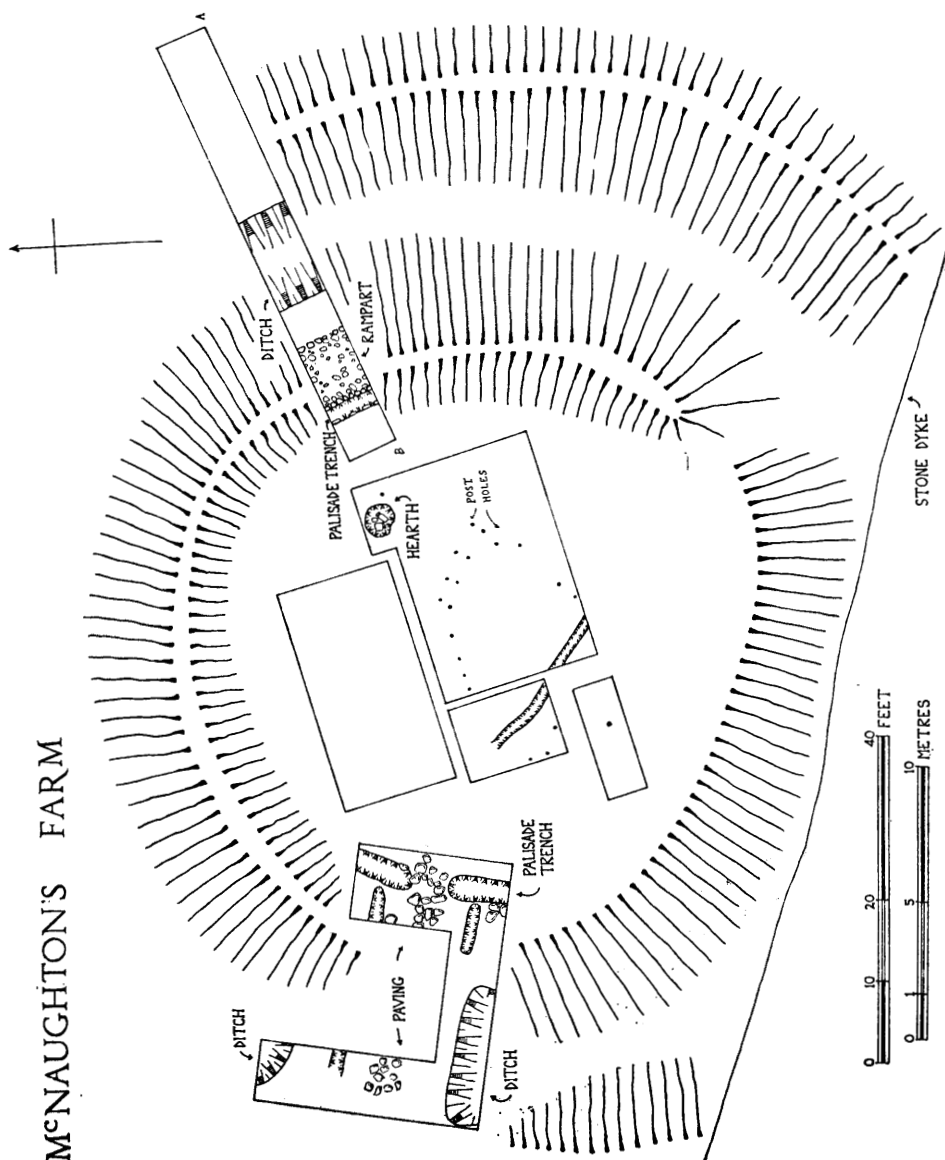 McNAUGHTONS FARM
A
DITCH
RAMPART
PALISADE TRENCH
B
HEARTH
POST
HOLES
PALISADE
TRENCH
PAVING
DITCH
DITCH
STONE DYKE
0 10 20 40 FEET
0 1 5 10 METRES